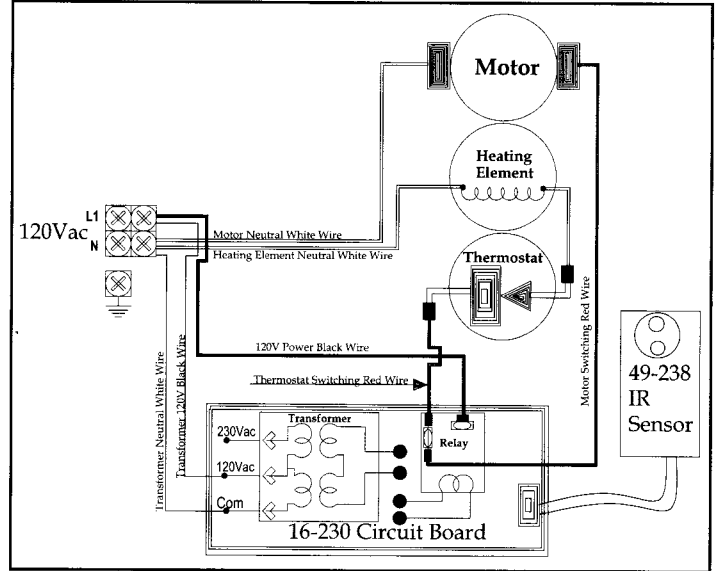 Motor
Heating
Element
L1
120Vac
N
Motor Neutral White Wire
Heating Element Neutral White Wire
Thermostat
Motor Switching Red Wire
120V Power Black Wire
Thermostat Switching Red Wire
Transformer Neutral White Wire
Transformer 120V Black Wire
49-238
IR
Sensor
Transformer
230Vac
Relay
120Vac
Com
16-230 Circuit Board